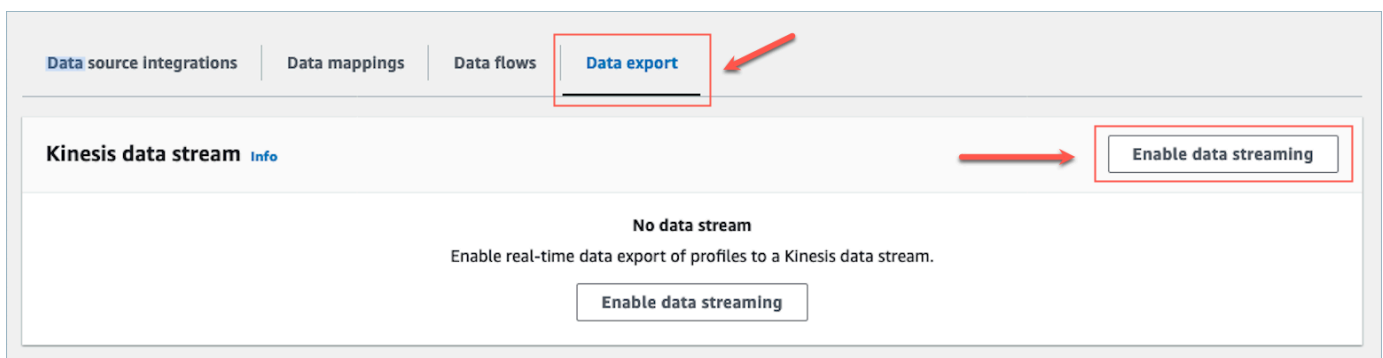 Data source integrations
Data mappings
Data flows
Data export
Kinesis data stream Info
Enable data streaming
No data stream
Enable real-time data export of profiles to a Kinesis data stream.
Enable data streaming